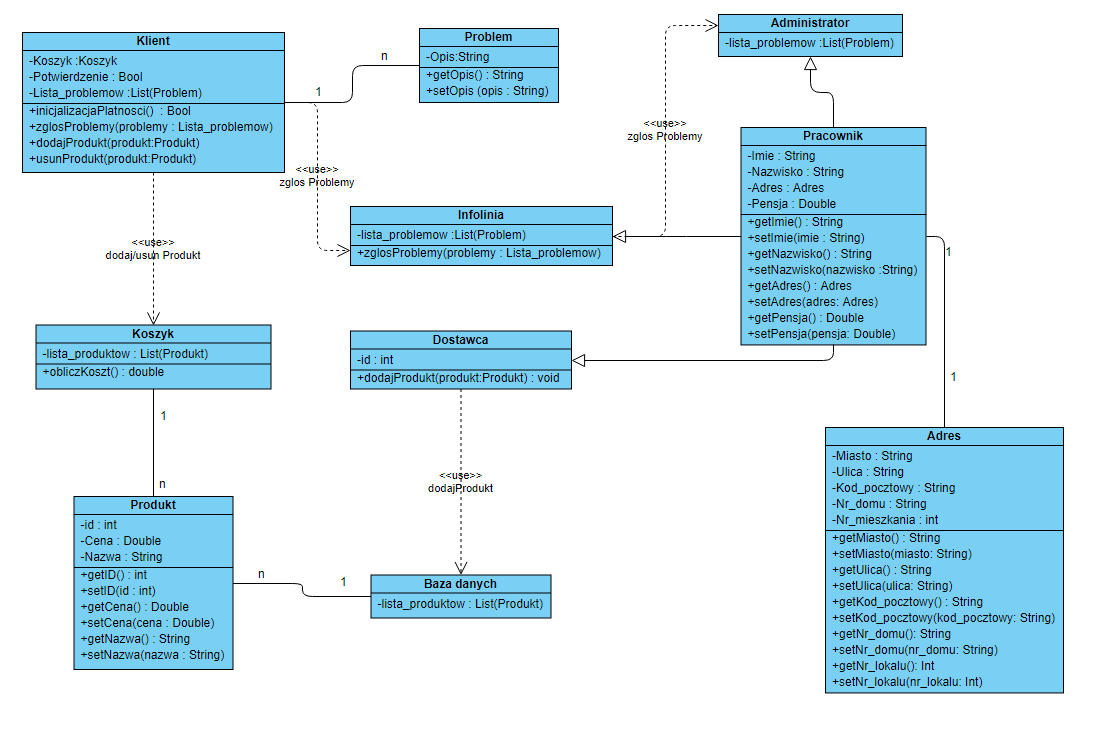 Klient
-Koszyk :Koszyk
-Potwierdzenie : Bool
-Lista_problemow :List(Problem)
+inicjalizacjaPlatnosci() : Bool
+zglosProblemy(problemy : Lista_problemow)
+dodajProdukt(produkt:Produkt)
+usunProdukt(produkt:Produkt)
1
n
Problem
-Opis:String
+getOpis() : String
+setOpis (opis : String)
Administrator
-lista_problemow :List(Problem)
<<use>>
zglos Problemy
<<use>>
zglos Problemy
Pracownik
-Imie : String
-Nazwisko : String
-Adres : Adres
-Pensja : Double
+getImie() : String
+setImie(imie : String)
+getNazwisko() : String
+setNazwisko(nazwisko :String)
+getAdres() : Adres
+setAdres(adres: Adres)
+getPensja() : Double
+setPensja(pensja: Double)
Infolinia
-lista_problemow :List(Problem)
+zglosProblemy(problemy : Lista_problemow)
<<use>>
dodaj/usun Produkt
1
1
Koszyk
-lista_produktow : List(Produkt)
+obliczKoszt() : double
Dostawca
-id : int
+dodajProdukt(produkt:Produkt) : void
1
n
<<use>>
dodajProdukt
Adres
-Miasto : String
-Ulica : String
-Kod_pocztowy : String
-Nr_domu : String
-Nr_mieszkania : int
+getMiasto() : String
+setMiasto(miasto: String)
+getUlica() : String
+setUlica(ulica: String)
+getKod_pocztowy() : String
+setKod_pocztowy(kod_pocztowy: String)
+getNr_domu(): String
+setNr_domu(nr_domu: String)
+getNr_lokalu(): Int
+setNr_lokalu(nr_lokalu: Int)
Produkt
-id : int
-Cena : Double
-Nazwa : String
+getID() : int
+setID(id : int)
+getCena() : Double
+setCena(cena : Double)
+getNazwa() : String
+setNazwa(nazwa : String)
n
1
Baza danych
-lista_produktow : List(Produkt)